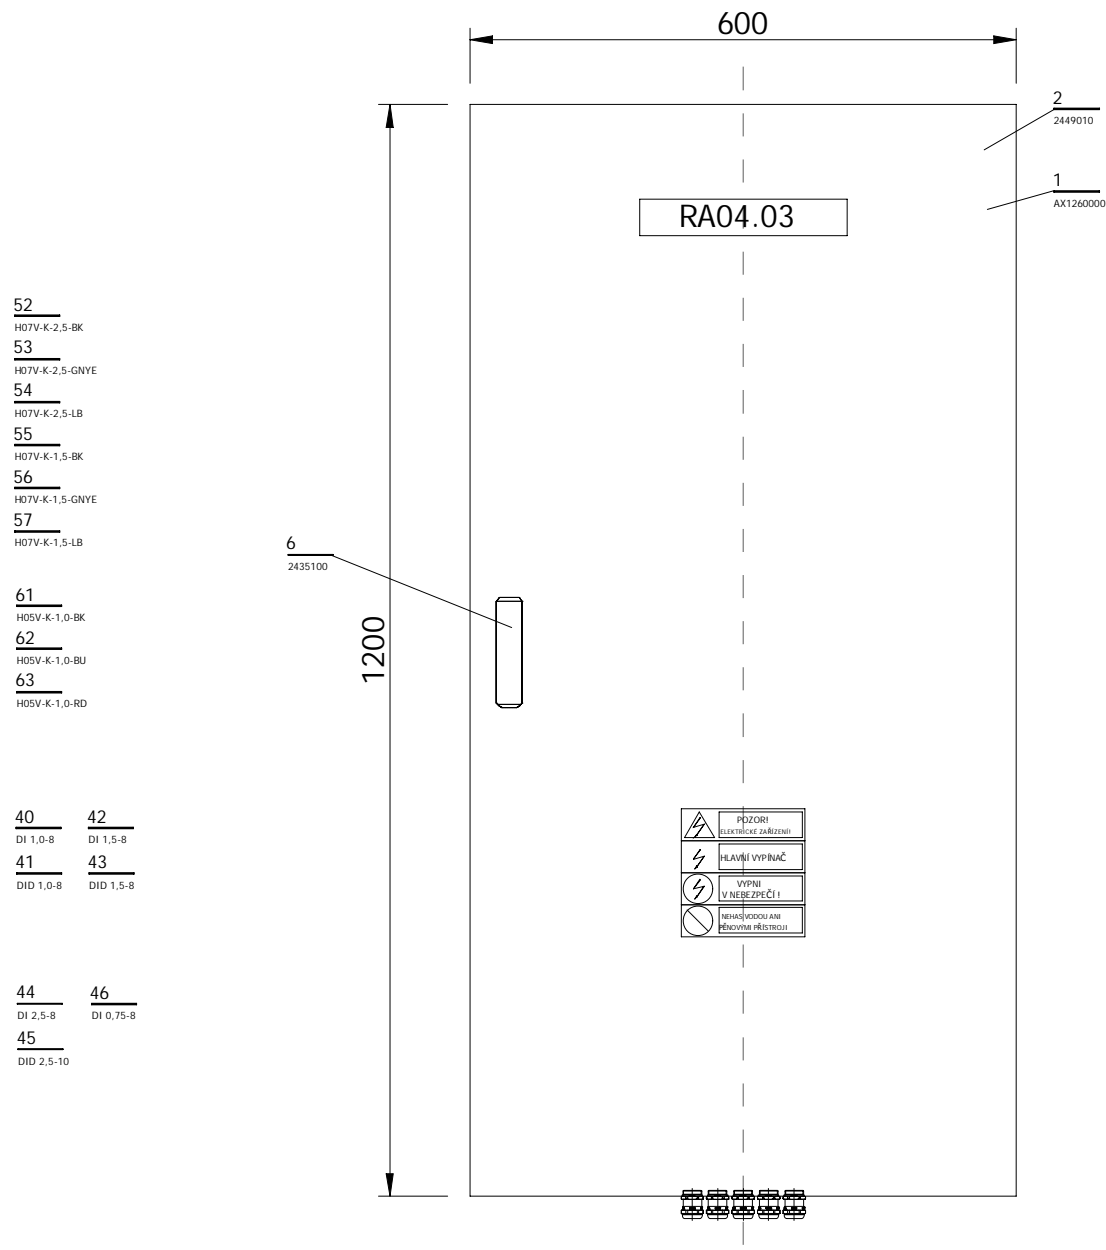 600
2
2449010
1
AX1260000
RA04.03
52
H07V-K-2,5-BK
53
H07V-K-2,5-GNYE
54
H07V-K-2,5-LB
55
H07V-K-1,5-BK
56
H07V-K-1,5-GNYE
57
H07V-K-1,5-LB
6
2435100
61
H05V-K-1,0-BK
62
H05V-K-1,0-BU
63
H05V-K-1,0-RD
1200
40 42
DI 1,0-8 DI 1,5-8
41 43
DID 1,0-8 DID 1,5-8
POZOR!
ELEKTRICKÉ ZAŘÍZENÍ!
HLAVNÍ VYPÍNAČ
VYPNI
V NEBEZPEČÍ !
NEHAS VODOU ANI
PĚNOVÝMI PŘÍSTROJI
44 46
DI 2,5-8 DI 0,75-8
45
DID 2,5-10